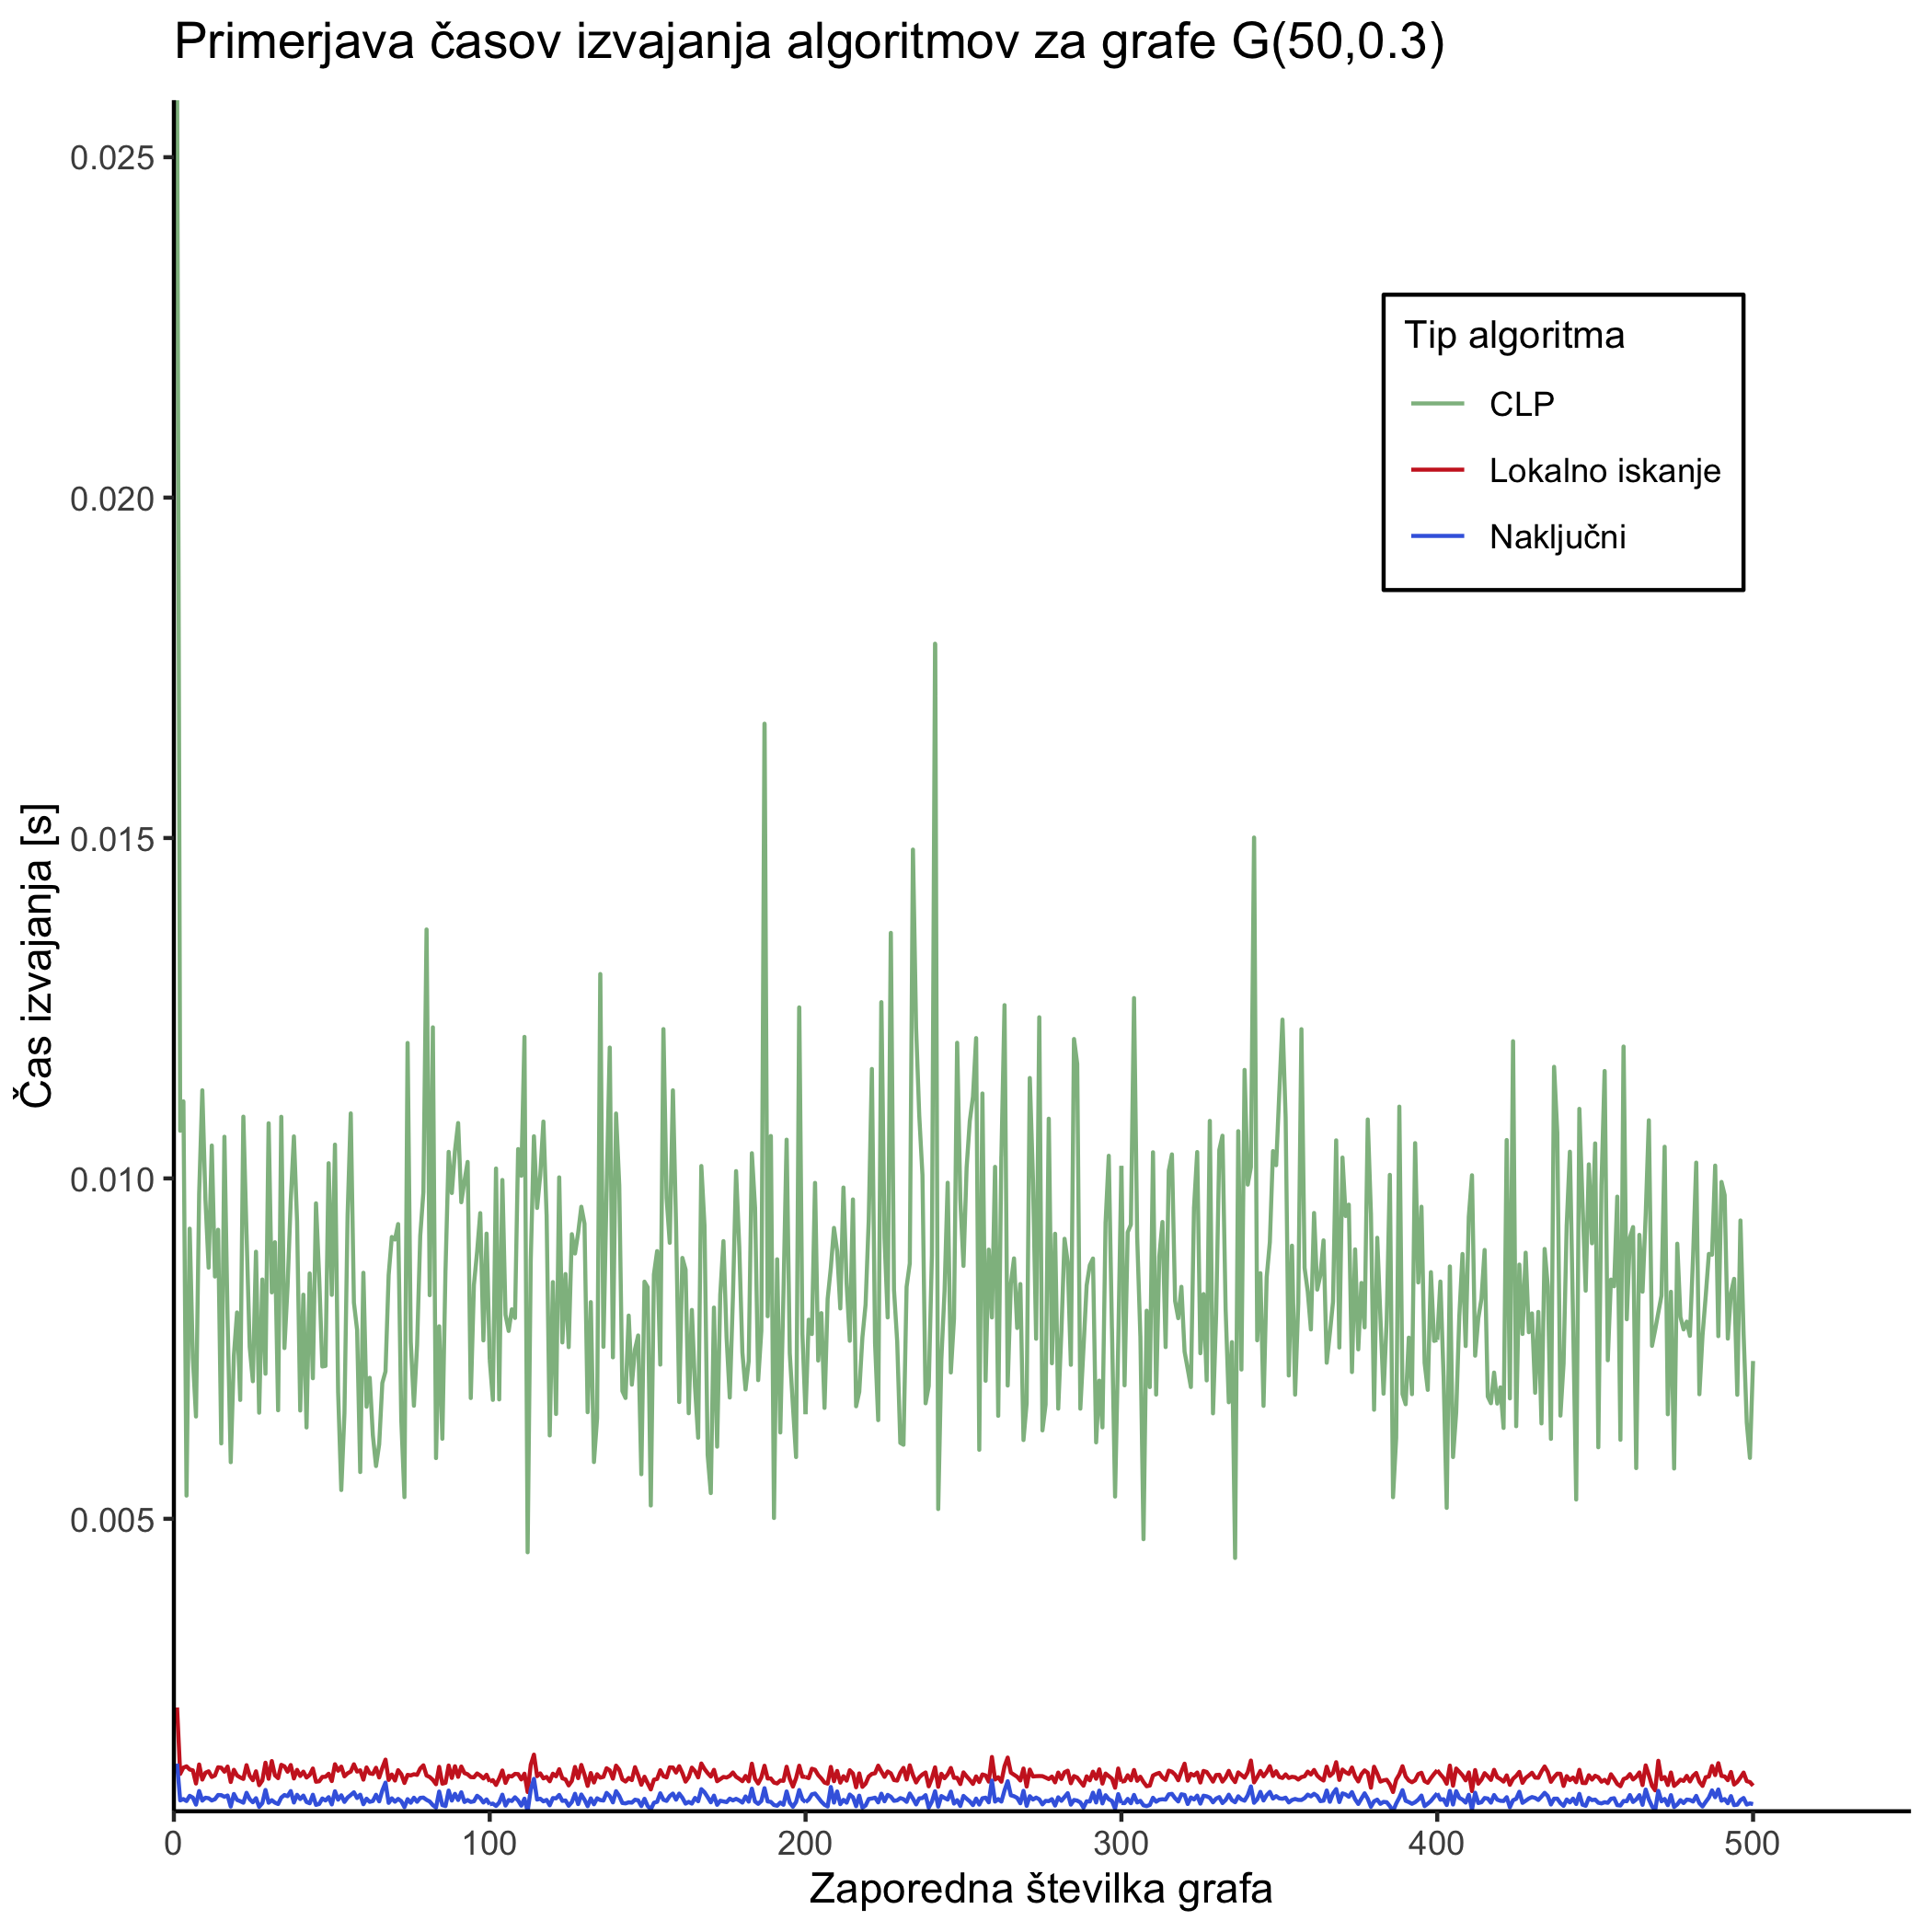 Primerjava časov izvajanja algoritmov za grafe G(50,0.3)
Čas izvajanja [s]
0.025
0.020
0.015
0.010
0.005
Tip algoritma
CLP
Lokalno iskanje
Naključni
0 100 200 300 400 500
Zaporedna številka grafa